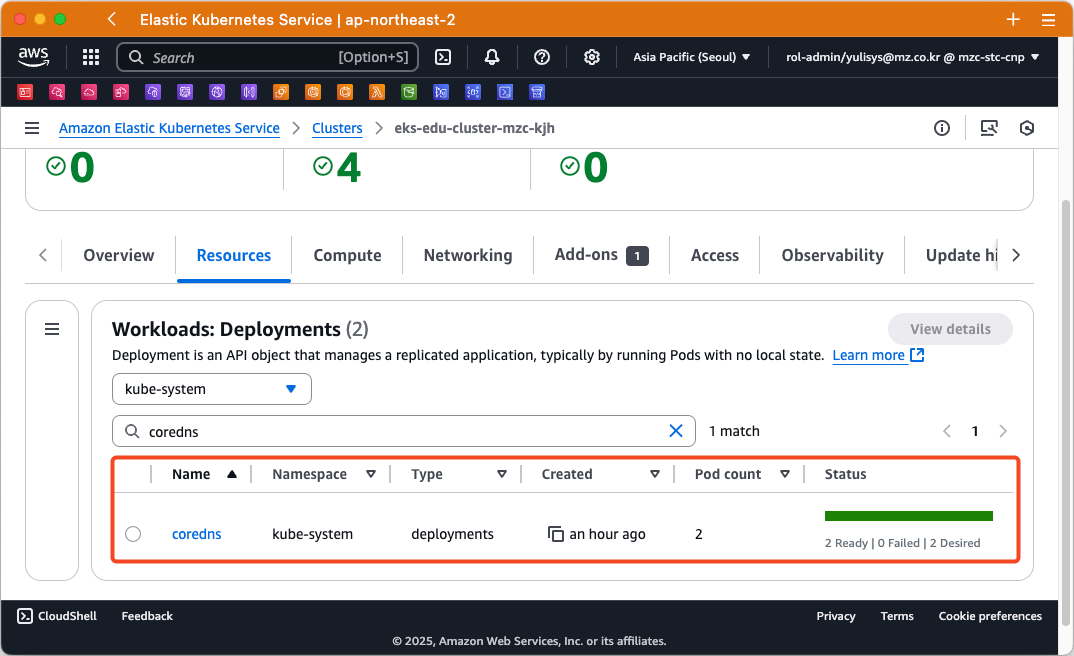 Elastic Kubernetes Service | ap-northeast-2
aws
Search [Option+S]
Asia Pacific (Seoul)
rol-admin/yulisys@mz.co.kr @ mzc-stc-cnp
Amazon Elastic Kubernetes Service
Clusters
eks-edu-cluster-mzc-kjh
0 4 0
Overview Resources Compute Networking Add-ons 1 Access Observability Update hi
Workloads: Deployments (2)
View details
Deployment is an API object that manages a replicated application, typically by running Pods with no local state. Learn more
kube-system
coredns
1 match
1
Name Namespace Type Created Pod count Status
coredns kube-system deployments an hour ago 2
2 Ready | 0 Failed | 2 Desired
CloudShell Feedback Privacy Terms Cookie preferences
© 2025, Amazon Web Services, Inc. or its affiliates.